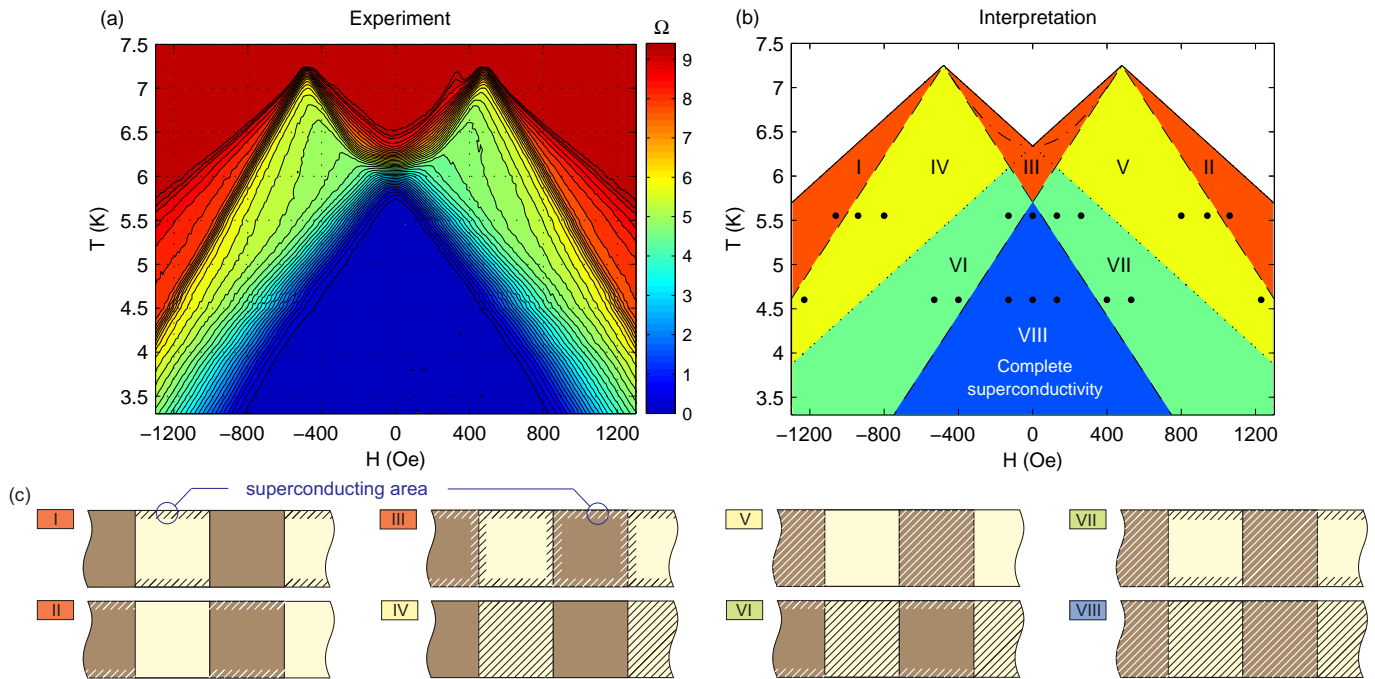 (a)
Experiment
Ω
7.5
7
6.5
6
5.5
5
4.5
4
3.5
T (K)
−1200
−800
−400
0
400
800
1200
H (Oe)
9
8
7
6
5
4
3
2
1
0
(b)
Interpretation
7.5
7
6.5
6
5.5
5
4.5
4
3.5
T (K)
I
IV
III
V
II
VI
VII
VIII
Complete
superconductivity
−1200
−800
−400
0
400
800
1200
H (Oe)
(c)
superconducting area
I
III
V
VII
II
IV
VI
VIII